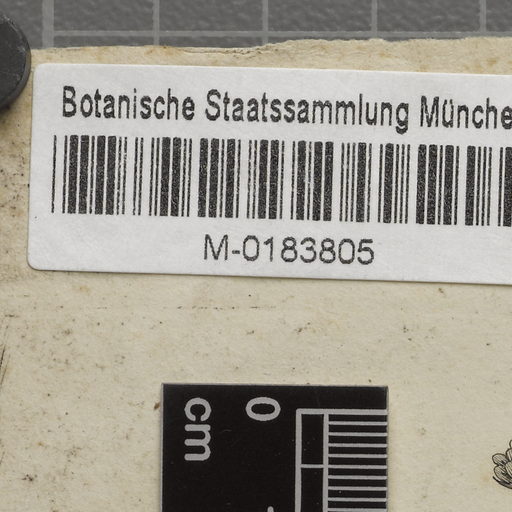 Botanische Staatssammlung Münche
M-0183805
0
cm